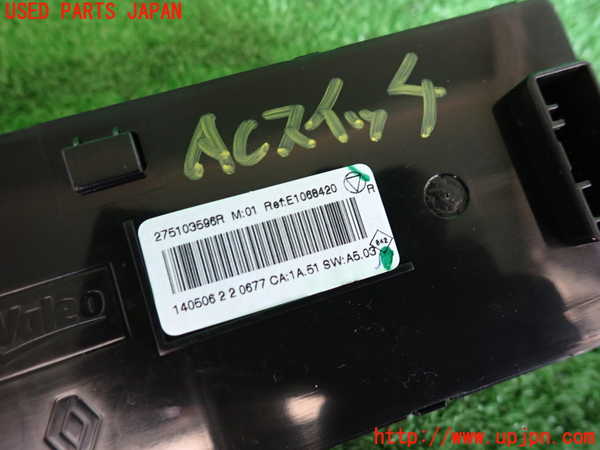 USED PARTS JAPAN
ACスイッチ
275103596R M:01 Ref:E1068420
R
842
140506 2 2 0677 CA:1A.51 SW:A5.03
Valeo
http://www.upjpn.com/